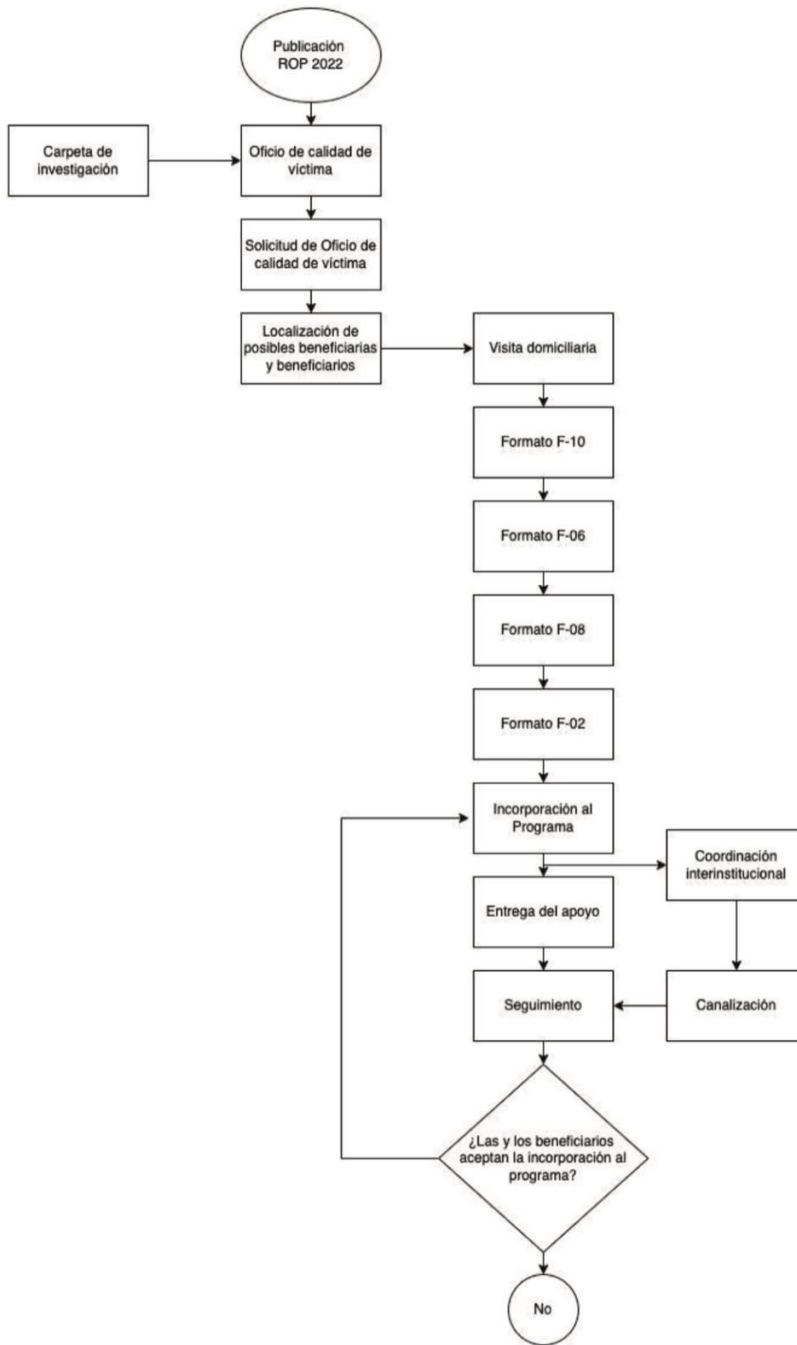 Publicación
ROP 2022
Carpeta de
investigación
Oficio de calidad de
víctima
Solicitud de Oficio de
calidad de víctima
Localización de
posibles beneficiarias
y beneficiarios
Visita domiciliaria
Formato F-10
Formato F-06
Formato F-08
Formato F-02
Incorporación al
Programa
Coordinación
interinstitucional
Entrega del apoyo
Seguimiento
Canalización
¿Las y los beneficiarios
aceptan la incorporación al
programa?
No